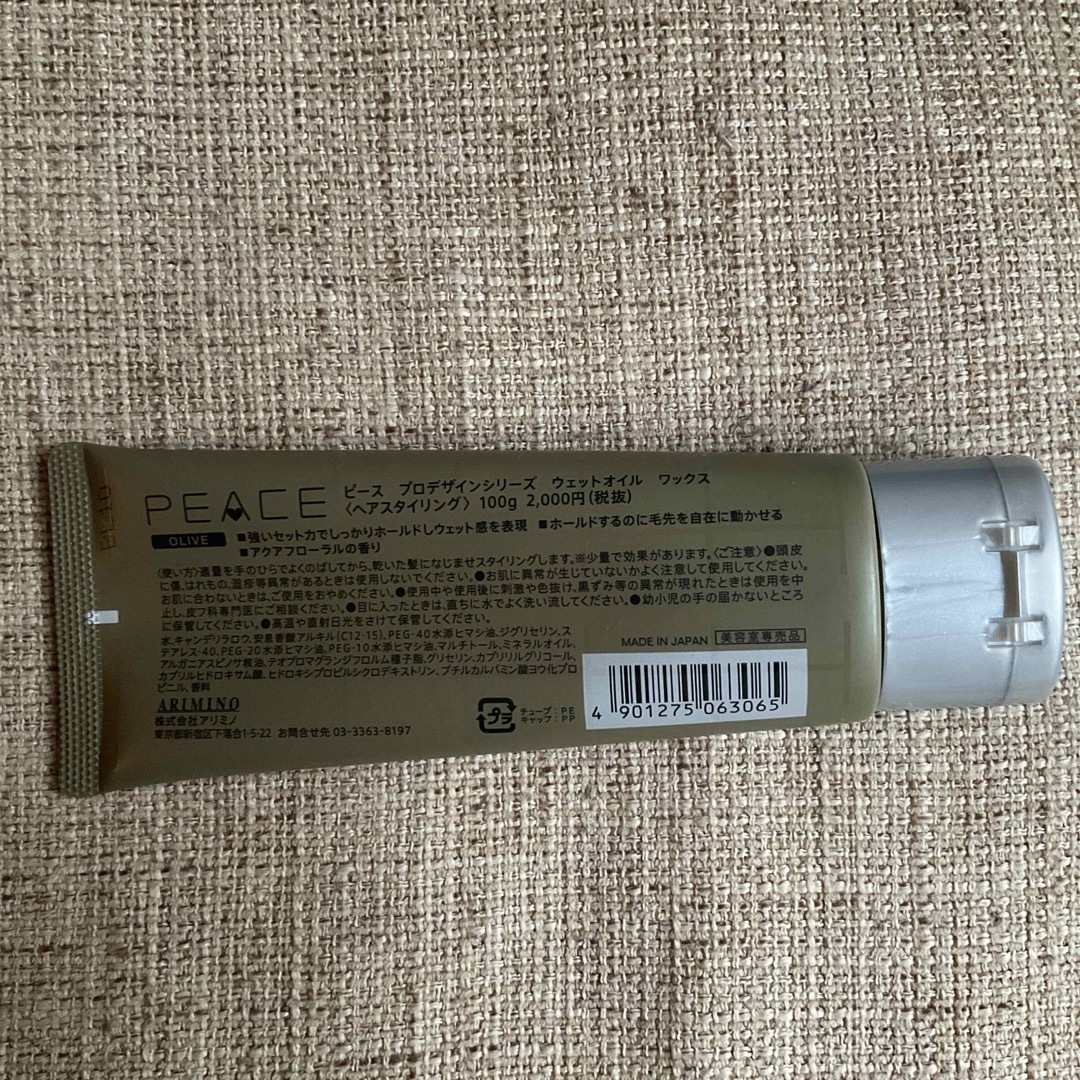 PEACE
OLIVE
ピース プロデザインシリーズ ウェットオイル ワックス
〈ヘアスタイリング〉 100g 2,000円(税抜)
■強いセット力でしっかりホールドしウェット感を表現 ■ホールドするのに毛先を自在に動かせる
■アクアフローラルの香り
〈使い方〉適量を手のひらでよくのばしてから、乾いた髪になじませスタイリングします。※少量で効果があります。〈ご注意〉●頭皮
に傷、はれもの、湿疹等異常があるときは使用しないでください。●お肌に異常が生じていないかよく注意して使用してください。
お肌に合わないときは、ご使用をおやめください。●使用中や使用後に刺激や色抜け、黒ずみ等の異常が現れたときは使用を中
止し、皮フ科専門医にご相談ください。●目に入ったときは、直ちに水でよく洗い流してください。●幼小児の手の届かないところ
に保管してください。●高温や直射日光をさけて保管してください。
水、キャンデリラロウ、安息香酸アルキル(C12-15)、PEG-40水添ヒマシ油、ジグリセリン、ス
テアレス-40、PEG-20水添ヒマシ油、PEG-10水添ヒマシ油、マルチトール、ミネラルオイル、
アルガニアスピノサ核油、テオブロマグランジフロルム種子脂、グリセリン、カプリリルグリコール、
カプリルヒドロキサム酸、ヒドロキシプロピルシクロデキストリン、ブチルカルバミン酸ヨウ化プロ
ピニル、香料
ARIMINO
株式会社アリミノ
東京都新宿区下落合1-5-22 お問合せ先 03-3363-8197
プラ
チューブ：PE
キャップ：PP
MADE IN JAPAN 美容室専売品
4 901275 063065